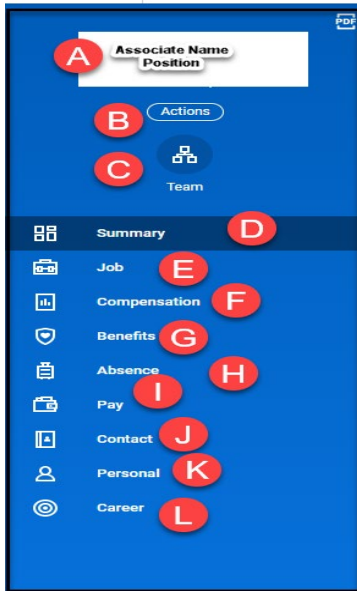 PDF
A Associate Name
Position
B Actions
C
Team
Summary D
Job E
Compensation F
Benefits G
Absence H
Pay I
Contact J
Personal K
Career L